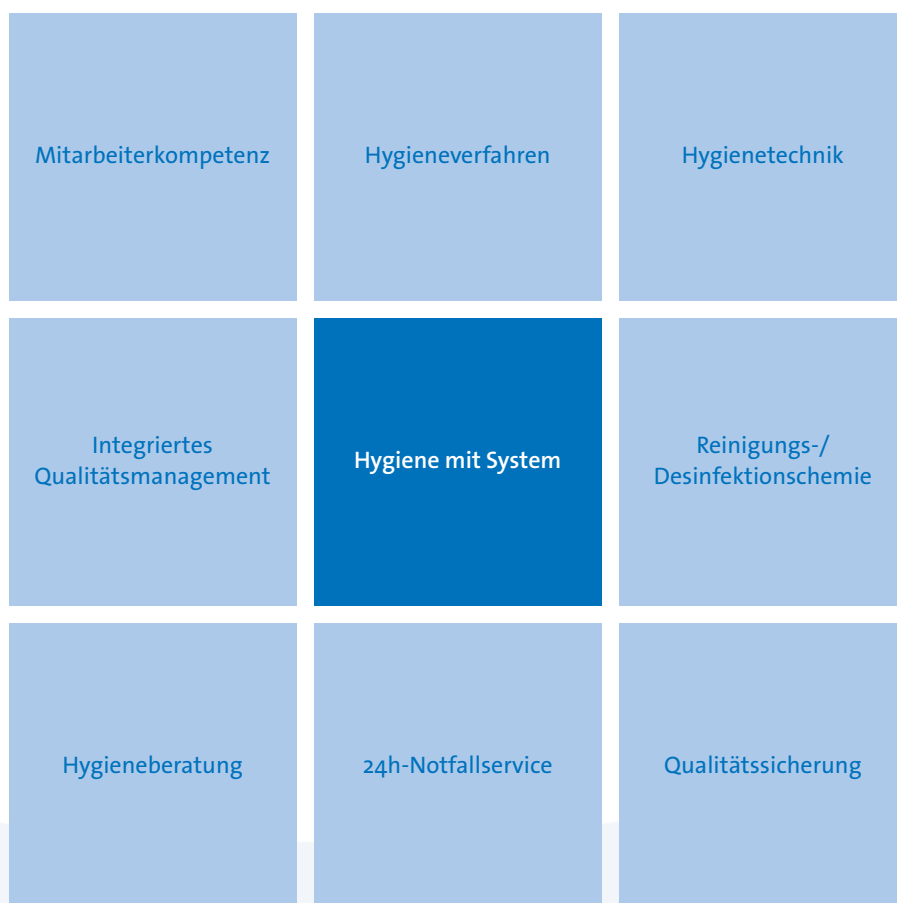 Mitarbeiterkompetenz
Hygieneverfahren
Hygienetechnik
Integriertes
Qualitätsmanagement
Hygiene mit System
Reinigungs-/
Desinfektionschemie
Hygieneberatung
24h-Notfallservice
Qualitätssicherung